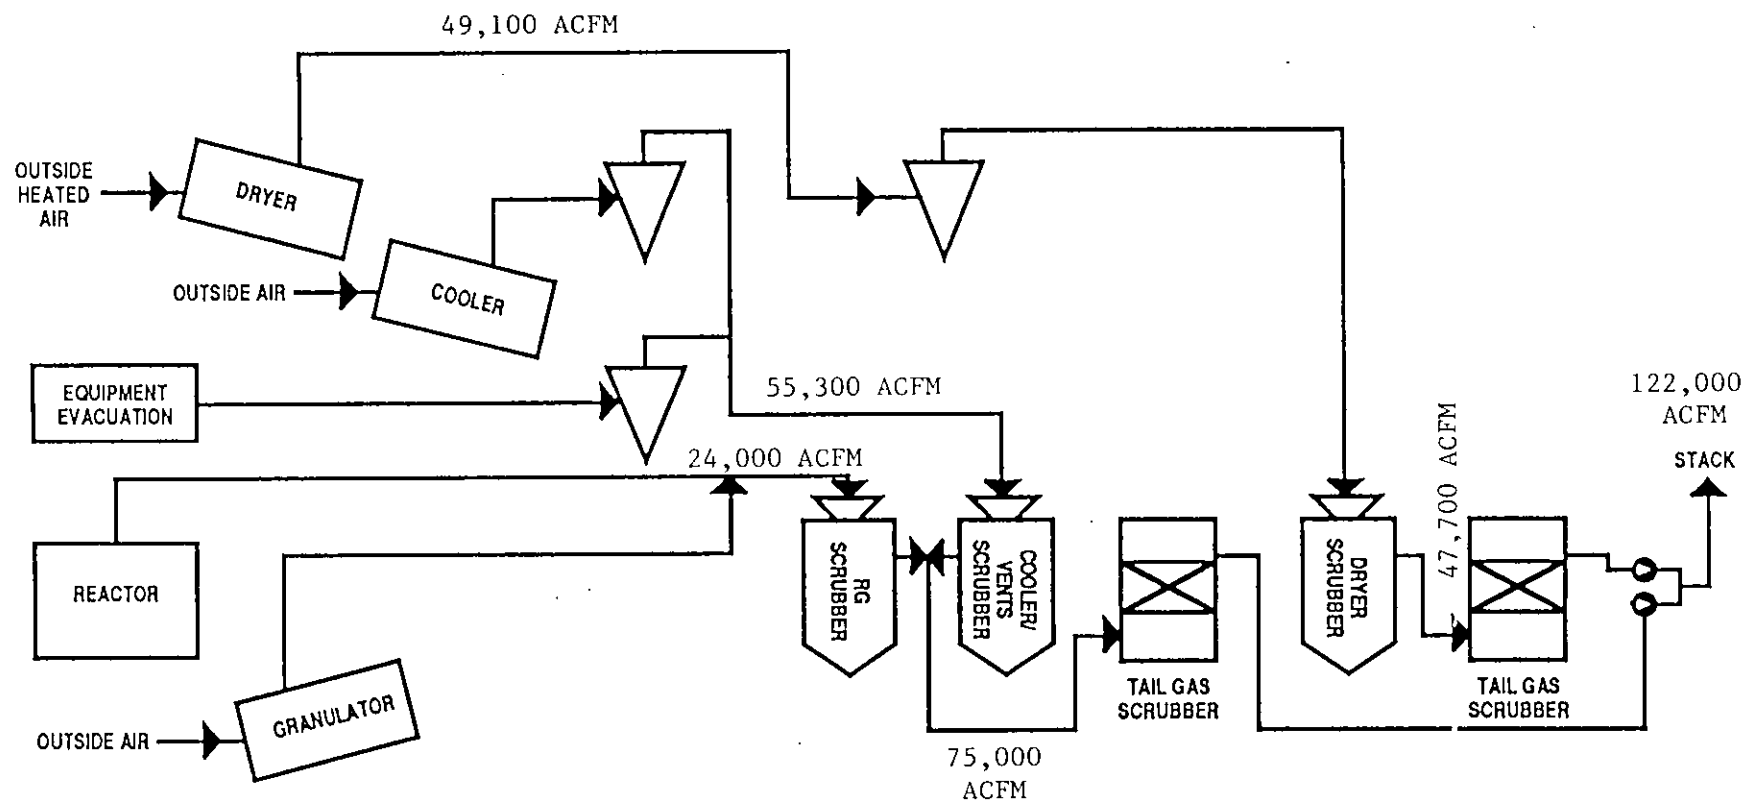 49,100 ACFM
OUTSIDE
HEATED
AIR
DRYER
OUTSIDE AIR
COOLER
EQUIPMENT
EVACUATION
55,300 ACFM
122,000
ACFM
STACK
24,000 ACFM
47,700 ACFM
REACTOR
RG
SCRUBBER
COOLER/
VENTS
SCRUBBER
DRYER
SCRUBBER
TAIL GAS
SCRUBBER
TAIL GAS
SCRUBBER
GRANULATOR
OUTSIDE AIR
75,000
ACFM